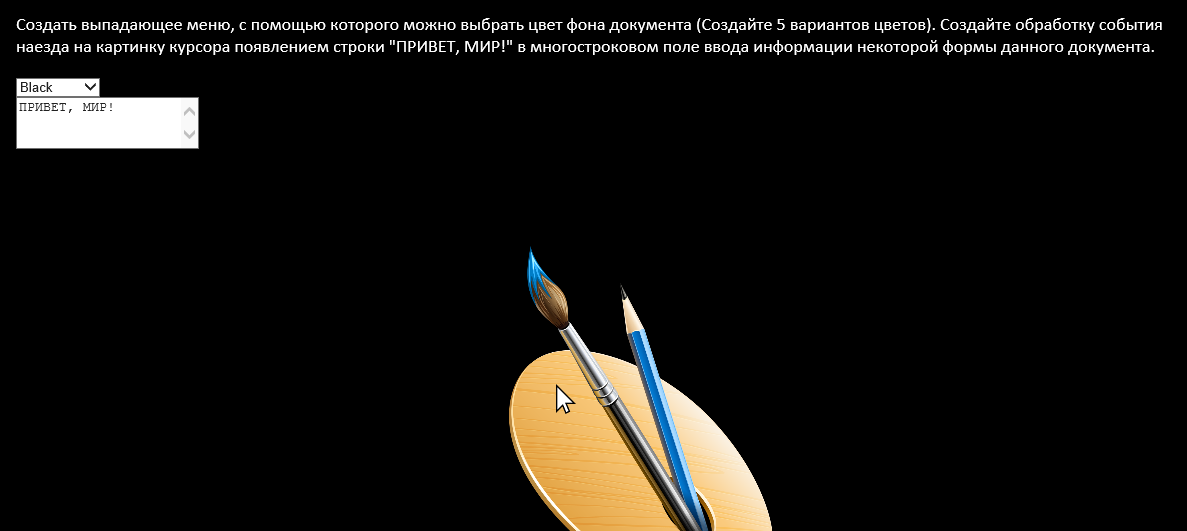 Создать выпадающее меню, с помощью которого можно выбрать цвет фона документа (Создайте 5 вариантов цветов). Создайте обработку события
наезда на картинку курсора появлением строки "ПРИВЕТ, МИР!" в многостроковом поле ввода информации некоторой формы данного документа.
Black
ПРИВЕТ, МИР!